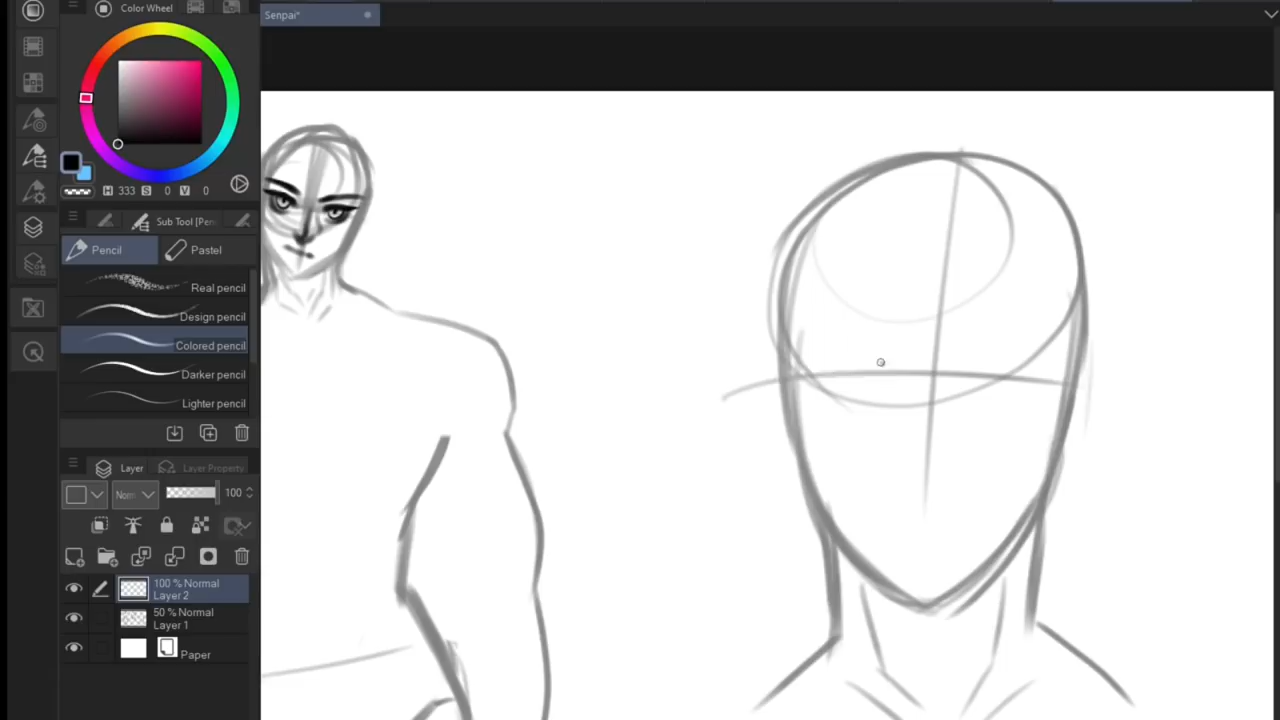 Color Wheel
Senpai*
H 333 S 0 V 0
Sub Tool [Pen
Pencil
Pastel
Real pencil
Design pencil
Colored pencil
Darker pencil
Lighter pencil
Layer
Layer Property
Norr
100
100 % Normal
Layer 2
50 % Normal
Layer 1
Paper